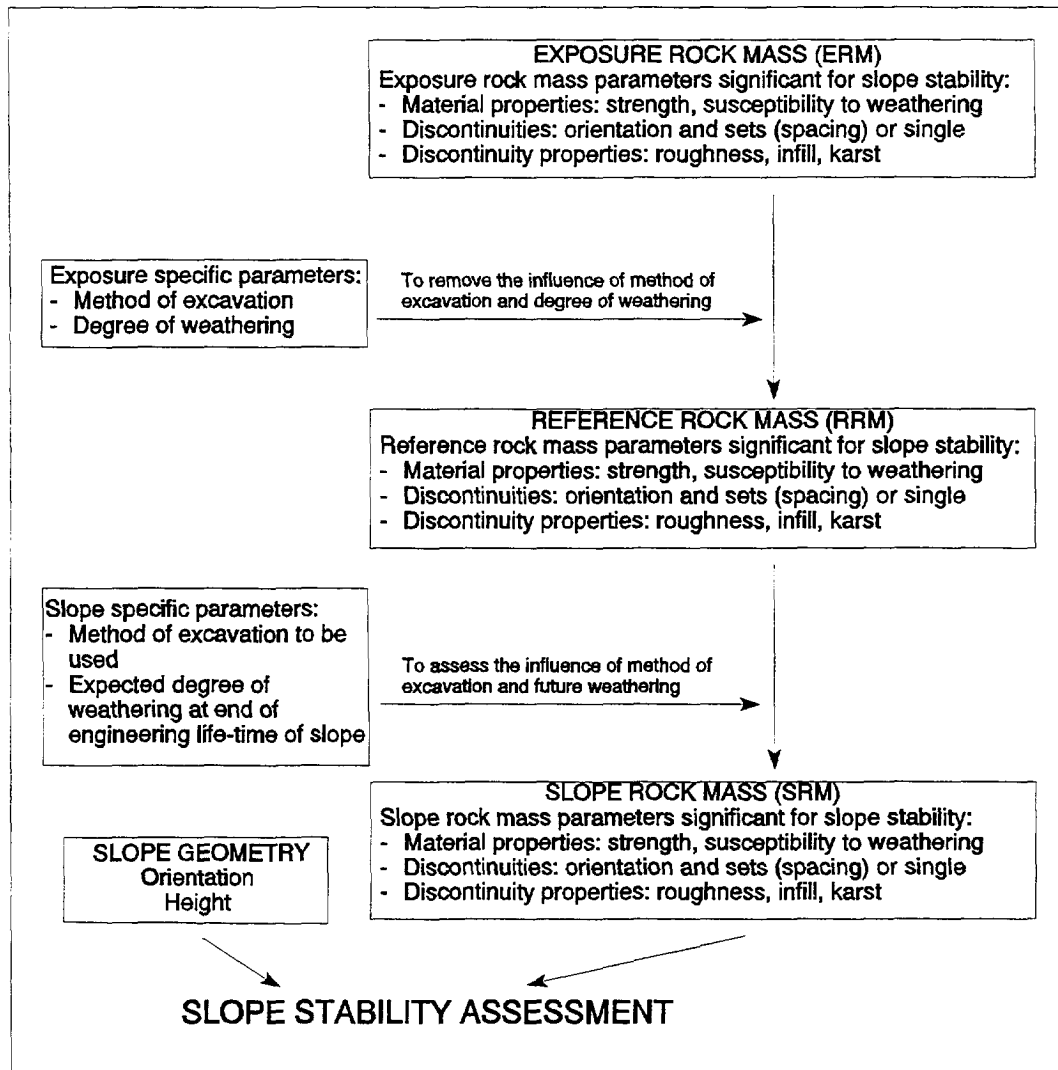 EXPOSURE ROCK MASS (ERM)
Exposure rock mass parameters significant for slope stability:
- Material properties: strength, susceptibility to weathering
- Discontinuities: orientation and sets (spacing) or single
- Discontinuity properties: roughness, infill, karst
Exposure specific parameters:
- Method of excavation
- Degree of weathering
To remove the influence of method of
excavation and degree of weathering
REFERENCE ROCK MASS (RRM)
Reference rock mass parameters significant for slope stability:
- Material properties: strength, susceptibility to weathering
- Discontinuities: orientation and sets (spacing) or single
- Discontinuity properties: roughness, infill, karst
Slope specific parameters:
- Method of excavation to be
used
- Expected degree of
weathering at end of
engineering life-time of slope
To assess the influence of method of
excavation and future weathering
SLOPE ROCK MASS (SRM)
Slope rock mass parameters significant for slope stability:
- Material properties: strength, susceptibility to weathering
- Discontinuities: orientation and sets (spacing) or single
- Discontinuity properties: roughness, infill, karst
SLOPE GEOMETRY
Orientation
Height
SLOPE STABILITY ASSESSMENT